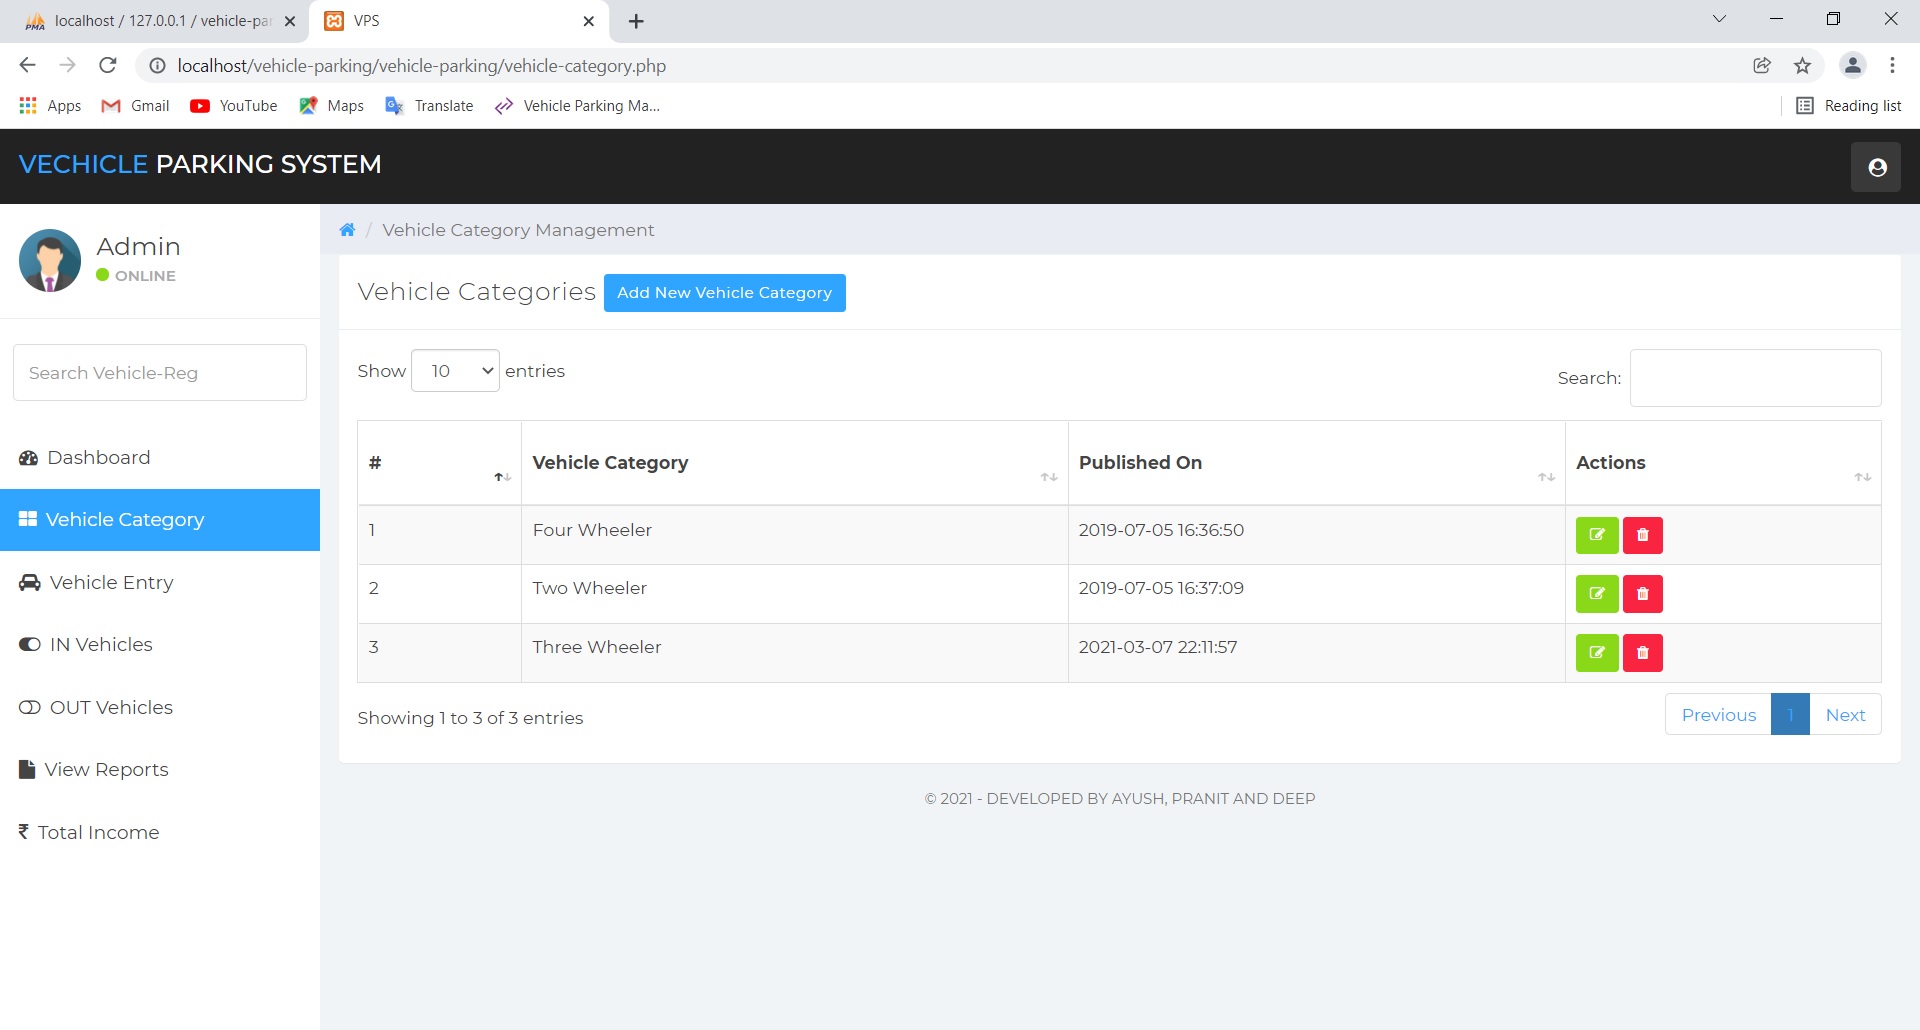 localhost / 127.0.0.1 / vehicle-par
VPS
localhost/vehicle-parking/vehicle-parking/vehicle-category.php
Apps
Gmail
YouTube
Maps
Translate
Vehicle Parking Ma...
Reading list
VECHICLE PARKING SYSTEM
Admin
ONLINE
Search Vehicle-Reg
Dashboard
Vehicle Category
Vehicle Entry
IN Vehicles
OUT Vehicles
View Reports
₹ Total Income
/ Vehicle Category Management
Vehicle Categories Add New Vehicle Category
Show 10 entries
Search:
# Vehicle Category Published On Actions
1 Four Wheeler 2019-07-05 16:36:50
2 Two Wheeler 2019-07-05 16:37:09
3 Three Wheeler 2021-03-07 22:11:57
Showing 1 to 3 of 3 entries
Previous 1 Next
© 2021 - DEVELOPED BY AYUSH, PRANIT AND DEEP